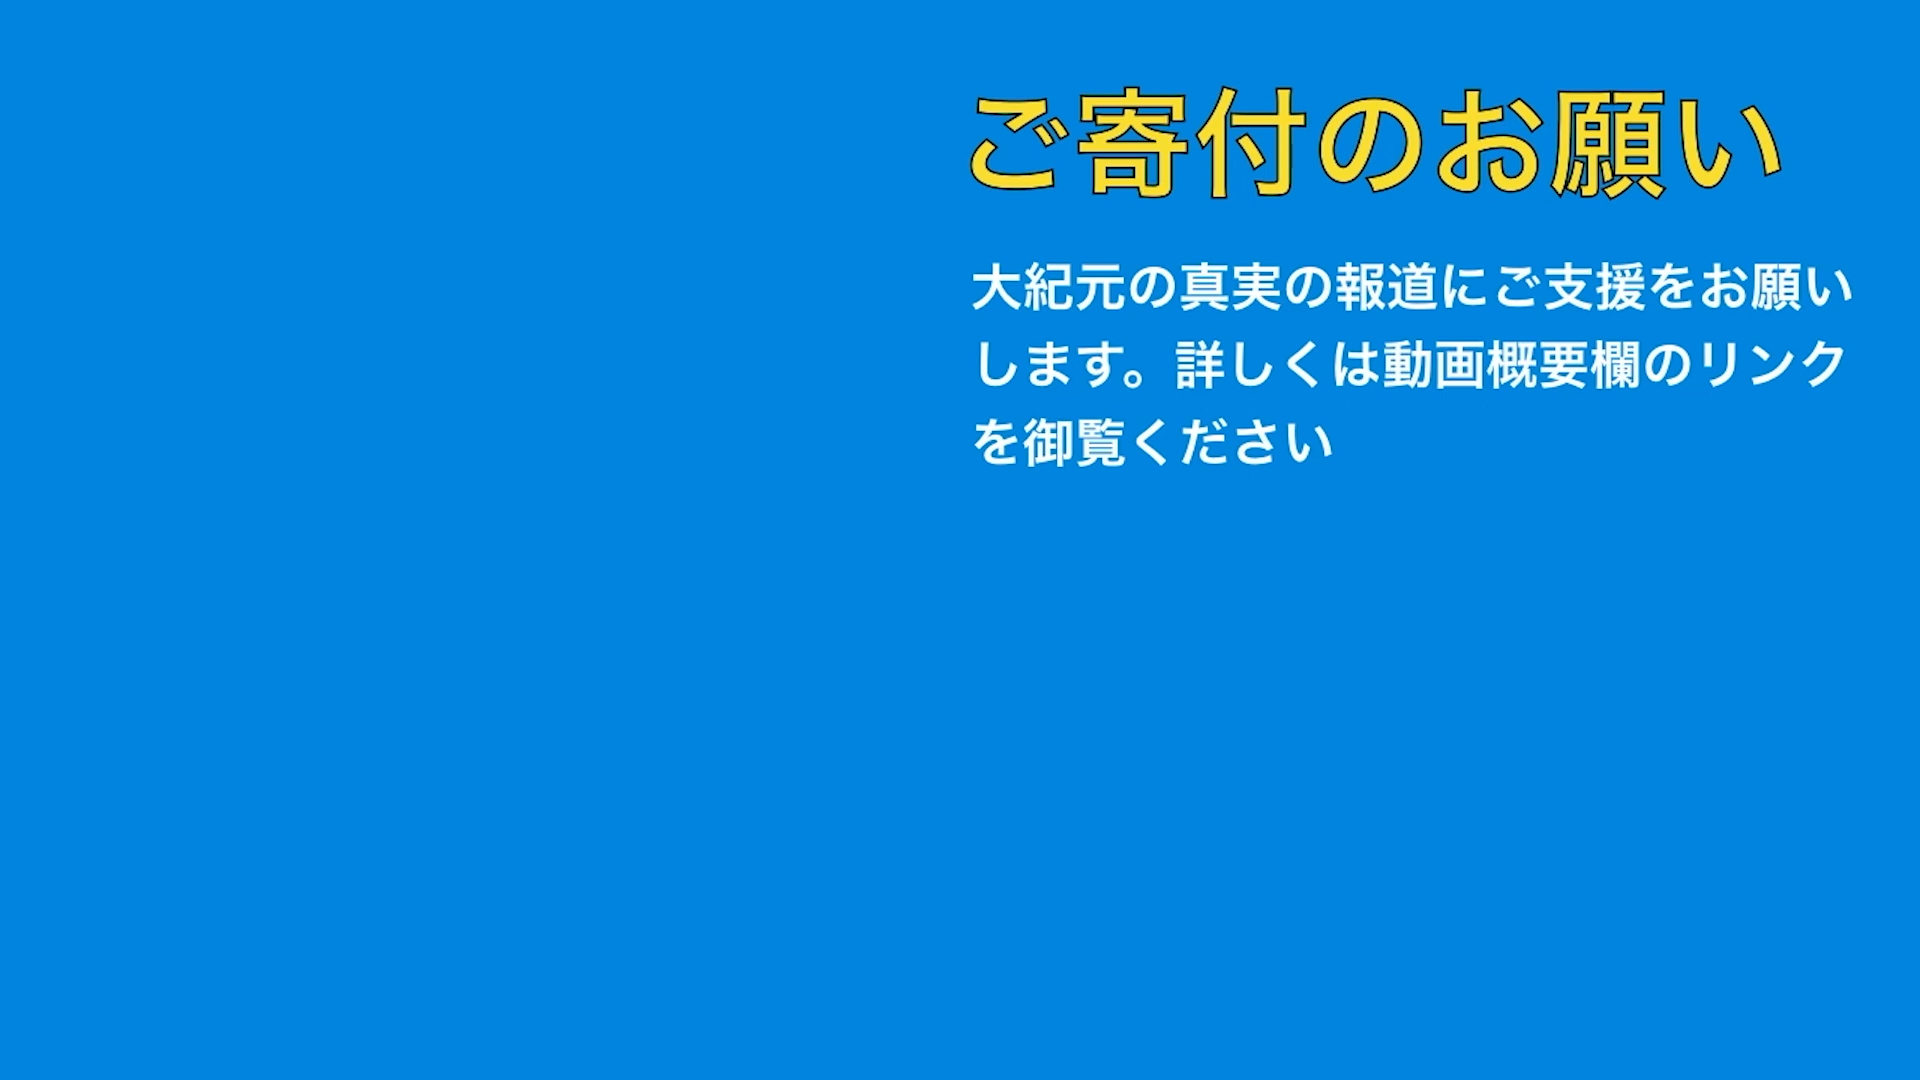 ご寄付のお願い
大紀元の真実の報道にご支援をお願い
します。詳しくは動画概要欄のリンク
を御覧ください